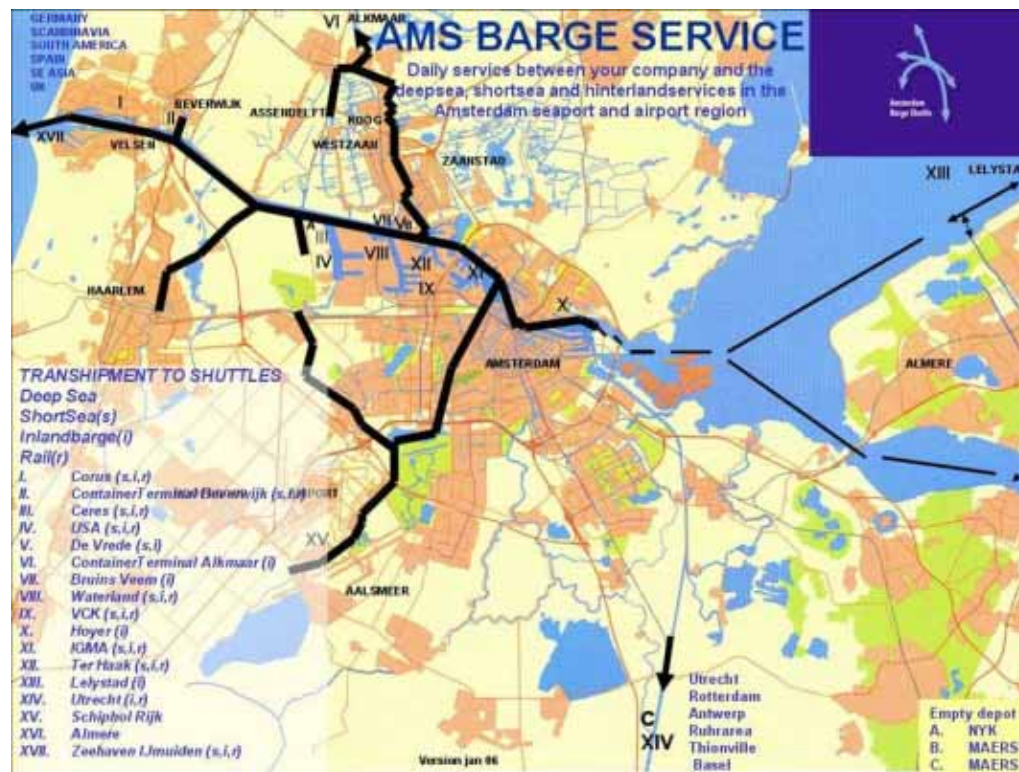 GERMANY
SCANDINAVIA
SOUTH AMERICA
SPAIN
SE ASIA
UK
VI ALKMAAR
AMS BARGE SERVICE
Daily service between your company and the
deepsea, shortsea and hinterlandservices in the
Amsterdam seaport and airport region
Amsterdam
Barge Shuttle
I
II
BEVERWIJK
ASSENDELFT
KOOG
XVII
VELSEN
WESTZAAN
ZAANSTAD
XIII
LELYSTA
VII
III
IV
VIII
XII
XI
IX
X
HAARLEM
AMSTERDAM
ALMERE
XV
AALSMEER
TRANSHIPMENT TO SHUTTLES
Deep Sea
ShortSea(s)
Inlandbarge(i)
Rail(r)
I. Corus (s,i,r)
II. ContainerTerminal Beverwijk (s,i,r)
III. Ceres (s,i,r)
IV. USA (s,i,r)
V. De Vrede (s,i)
VI. ContainerTerminal Alkmaar (i)
VII. Bruins Veem (i)
VIII. Waterland (s,i,r)
IX. VCK (s,i,r)
X. Hoyer (i)
XI. IGMA (s,i,r)
XII. Ter Haak (s,i,r)
XIII. Lelystad (i)
XIV. Utrecht (i,r)
XV. Schiphol Rijk
XVI. Almere
XVII. Zeehaven IJmuiden (s,i,r)
Version jan 06
C
XIV
Utrecht
Rotterdam
Antwerp
Ruhrarea
Thionville
Basel
Empty depot
A. NYK
B. MAERS
C. MAERS